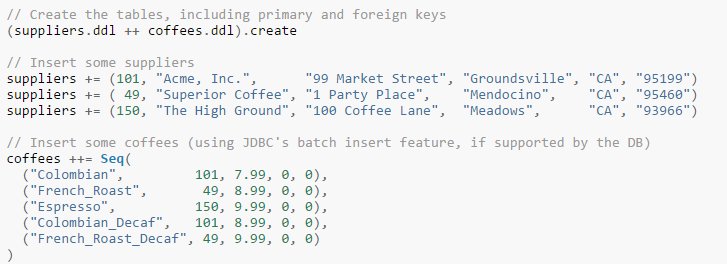 // Create the tables, including primary and foreign keys
(suppliers.ddl ++ coffees.ddl).create
// Insert some suppliers
suppliers += (101, "Acme, Inc.",      "99 Market Street", "Groundsville", "CA", "95199")
suppliers += ( 49, "Superior Coffee", "1 Party Place",    "Mendocino",    "CA", "95460")
suppliers += (150, "The High Ground", "100 Coffee Lane",  "Meadows",      "CA", "93966")
// Insert some coffees (using JDBC's batch insert feature, if supported by the DB)
coffees ++= Seq(
  ("Colombian",         101, 7.99, 0, 0),
  ("French_Roast",       49, 8.99, 0, 0),
  ("Espresso",          150, 9.99, 0, 0),
  ("Colombian_Decaf",   101, 8.99, 0, 0),
  ("French_Roast_Decaf", 49, 9.99, 0, 0)
)